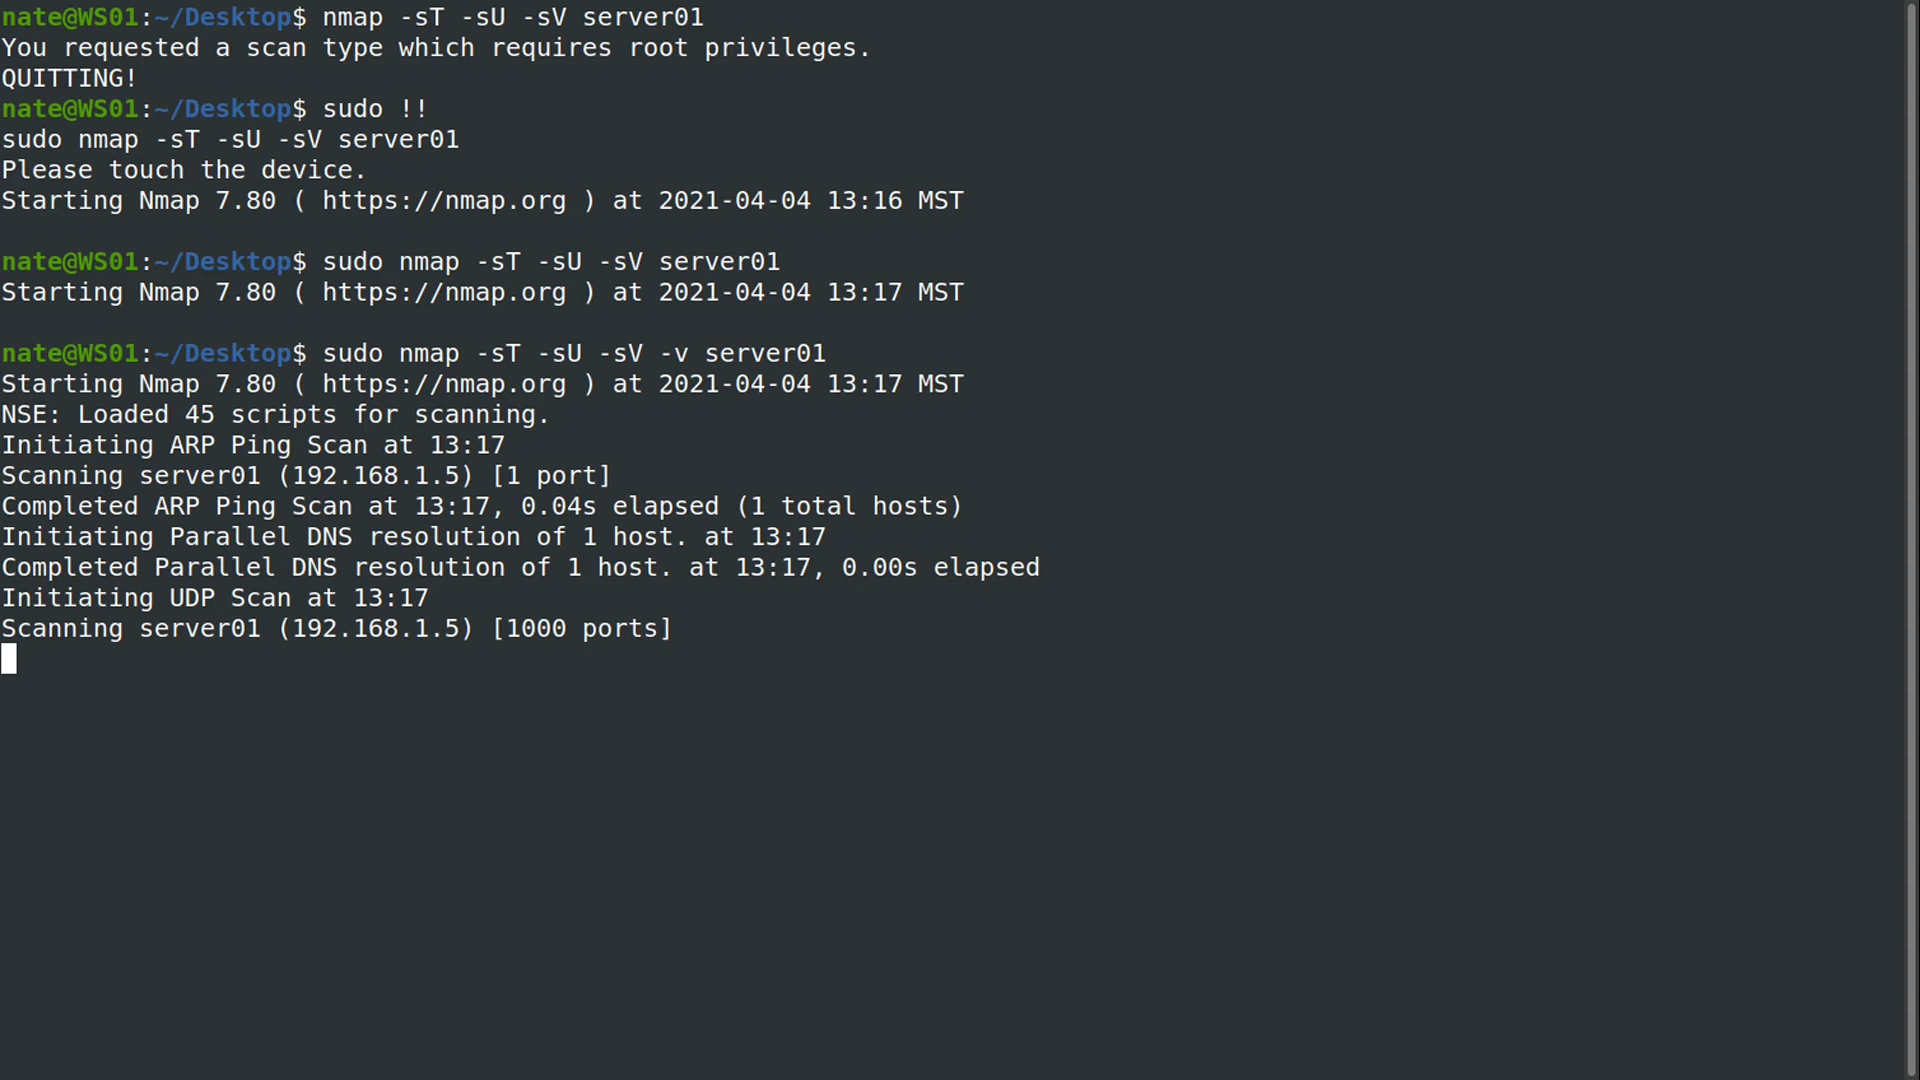 nate@WS01:~/Desktop$ nmap -sT -sU -sV server01
You requested a scan type which requires root privileges.
QUITTING!
nate@WS01:~/Desktop$ sudo !!
sudo nmap -sT -sU -sV server01
Please touch the device.
Starting Nmap 7.80 ( https://nmap.org ) at 2021-04-04 13:16 MST
nate@WS01:~/Desktop$ sudo nmap -sT -sU -sV server01
Starting Nmap 7.80 ( https://nmap.org ) at 2021-04-04 13:17 MST
nate@WS01:~/Desktop$ sudo nmap -sT -sU -sV -v server01
Starting Nmap 7.80 ( https://nmap.org ) at 2021-04-04 13:17 MST
NSE: Loaded 45 scripts for scanning.
Initiating ARP Ping Scan at 13:17
Scanning server01 (192.168.1.5) [1 port]
Completed ARP Ping Scan at 13:17, 0.04s elapsed (1 total hosts)
Initiating Parallel DNS resolution of 1 host. at 13:17
Completed Parallel DNS resolution of 1 host. at 13:17, 0.00s elapsed
Initiating UDP Scan at 13:17
Scanning server01 (192.168.1.5) [1000 ports]